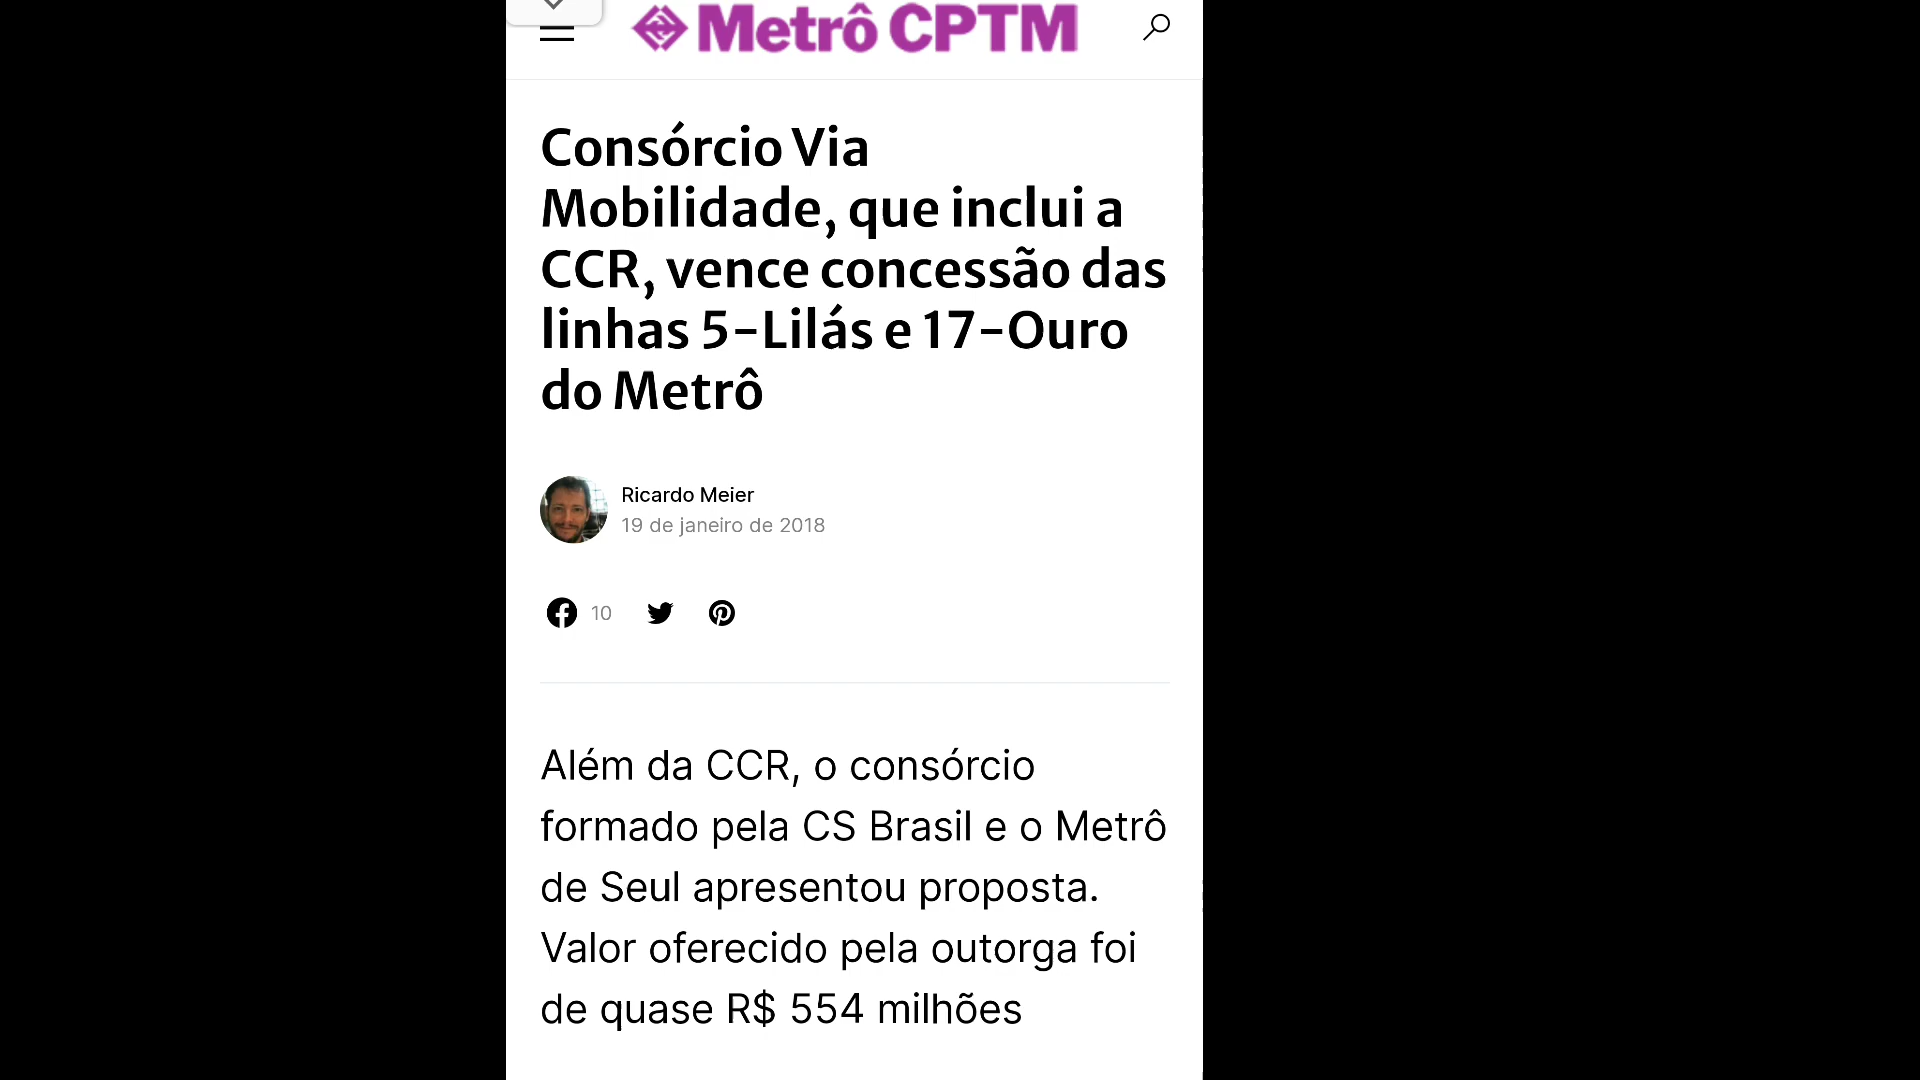 Metrô CPTM
Consórcio Via
Mobilidade, que inclui a
CCR, vence concessão das
linhas 5-Lilás e 17-Ouro
do Metrô
Ricardo Meier
19 de janeiro de 2018
10
Além da CCR, o consórcio
formado pela CS Brasil e o Metrô
de Seul apresentou proposta.
Valor oferecido pela outorga foi
de quase R$ 554 milhões